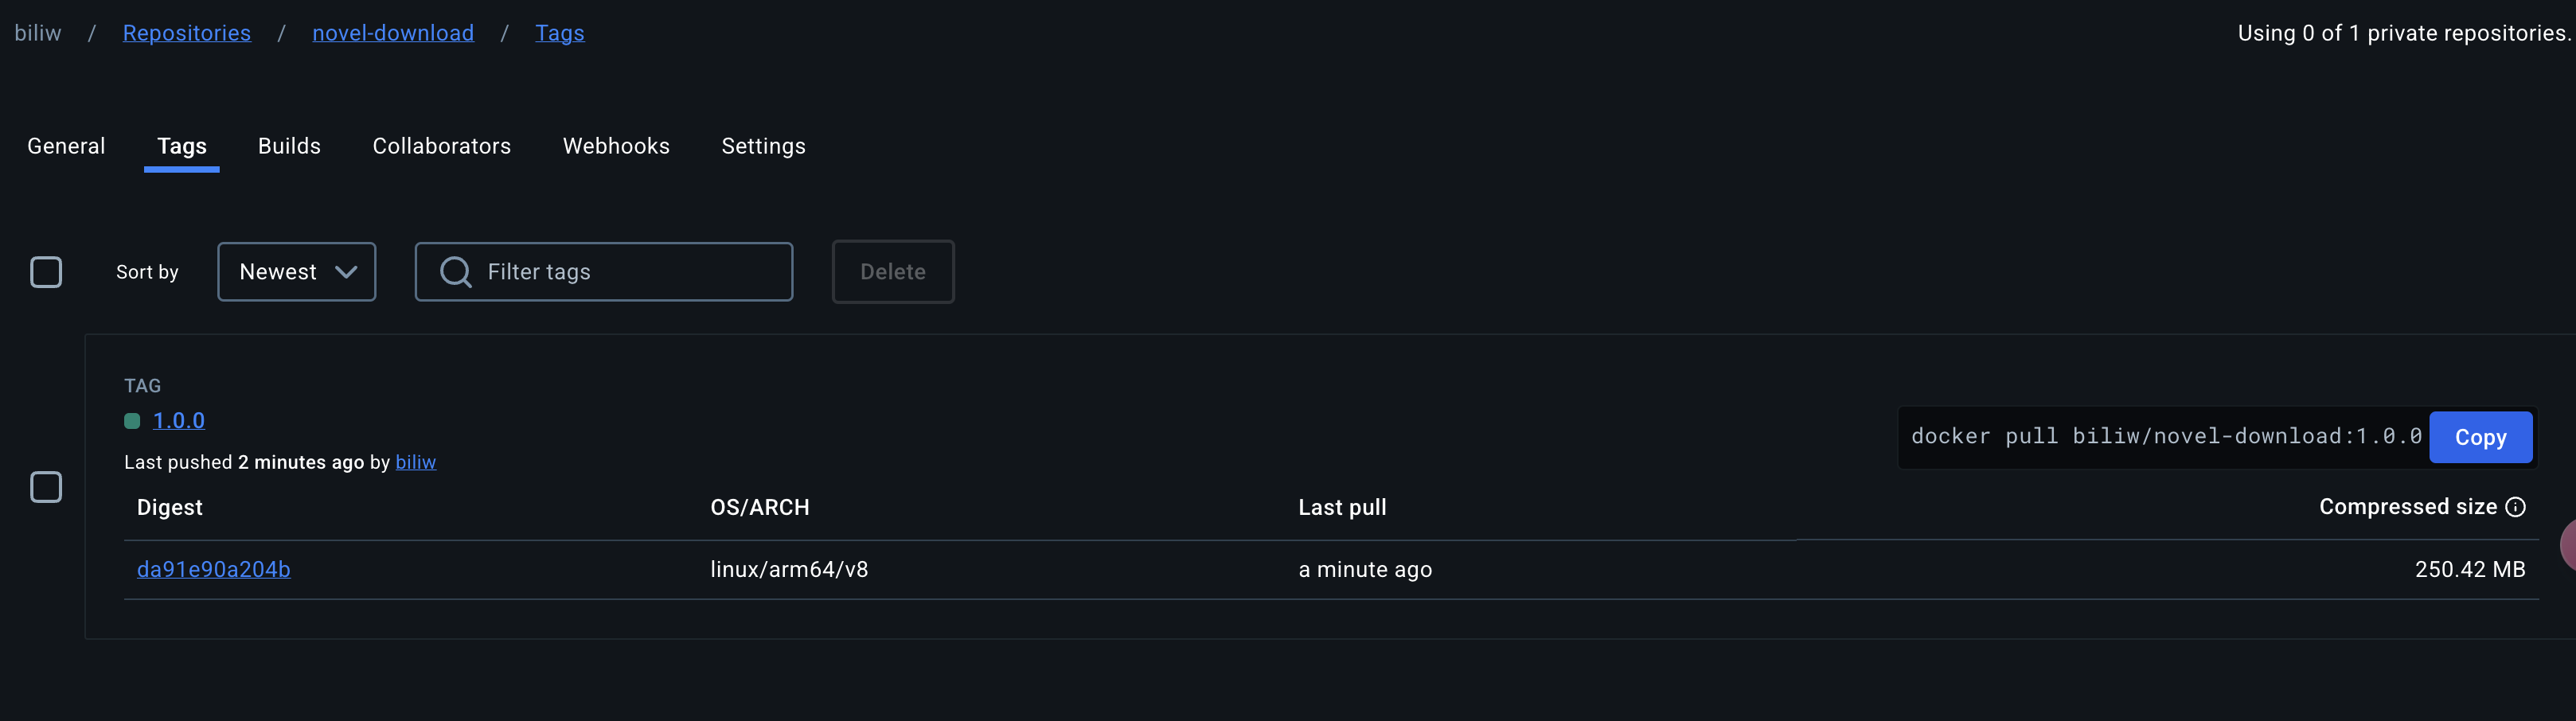 biliw / Repositories / novel-download / Tags
Using 0 of 1 private repositories.
General Tags Builds Collaborators Webhooks Settings
Sort by Newest Filter tags Delete
TAG
1.0.0
Last pushed 2 minutes ago by biliw
docker pull biliw/novel-download:1.0.0 Copy
Digest OS/ARCH Last pull Compressed size
da91e90a204b linux/arm64/v8 a minute ago 250.42 MB